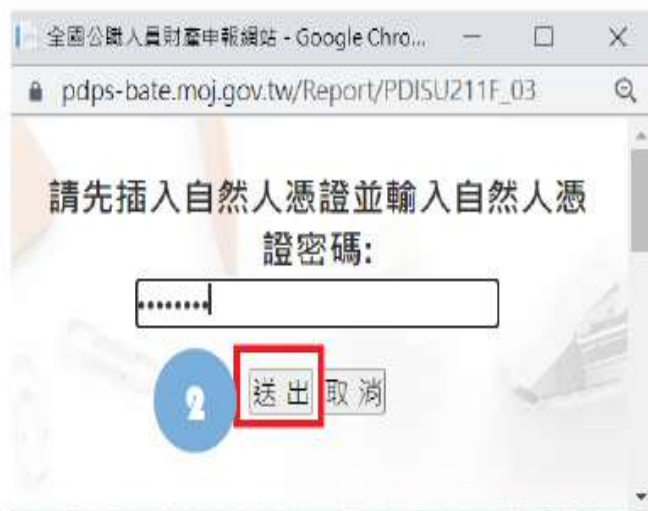 全國公職人員財產申報網站 - Google Chro...
pdps-bate.moj.gov.tw/Report/PDISU211F_03
請先插入自然人憑證並輸入自然人憑
證密碼:
••••••••
2 送出 取消